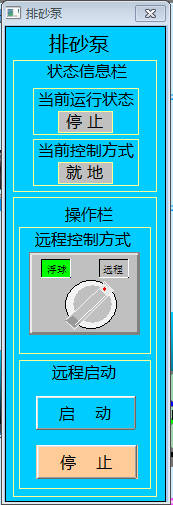 排砂泵
排砂泵
状态信息栏
当前运行状态
停 止
当前控制方式
就 地
操作栏
远程控制方式
浮球 远程
远程启动
启 动
停 止